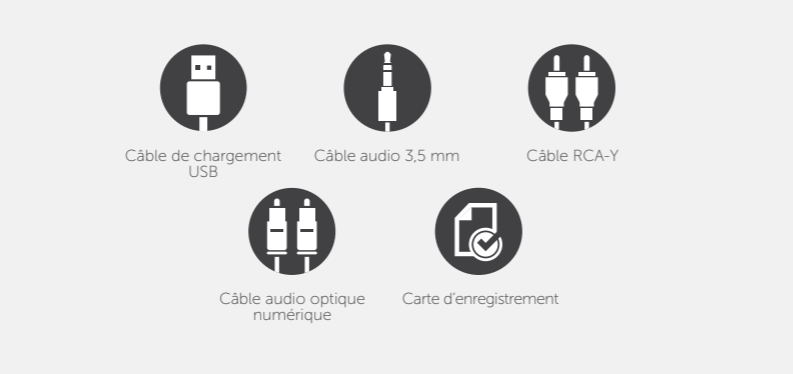 Câble de chargement
USB
Câble audio 3,5 mm
Câble RCA-Y
Câble audio optique
numérique
Carte d'enregistrement